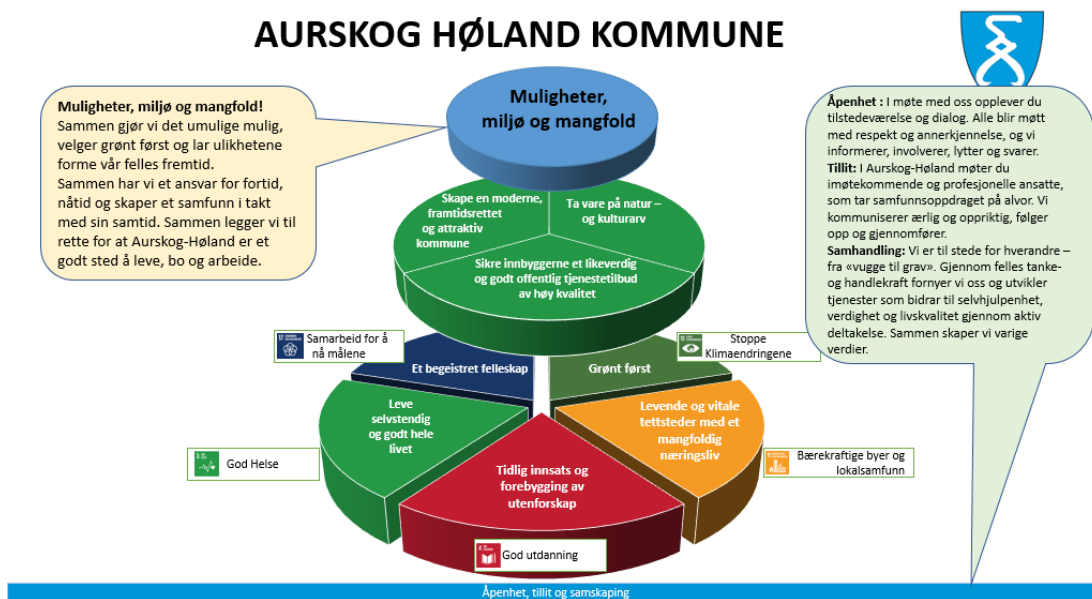 AURSKOG HØLAND KOMMUNE
Muligheter, miljø og mangfold!
Sammen gjør vi det umulige mulig,
velger grønt først og lar ulikhetene
forme vår felles fremtid.
Sammen har vi et ansvar for fortid,
nåtid og skaper et samfunn i takt
med sin samtid. Sammen legger vi til
rette for at Aurskog-Høland er et
godt sted å leve, bo og arbeide.
Muligheter,
miljø og mangfold
Åpenhet : I møte med oss opplever du
tilstedeværelse og dialog. Alle blir møtt
med respekt og annerkjennelse, og vi
informerer, involverer, lytter og svarer.
Tillit: I Aurskog-Høland møter du
imøtekommende og profesjonelle ansatte,
som tar samfunnsoppdraget på alvor. Vi
kommuniserer ærlig og oppriktig, følger
opp og gjennomfører.
Samhandling: Vi er til stede for hverandre –
fra «vugge til grav». Gjennom felles tanke-
og handlekraft fornyer vi oss og utvikler
tjenester som bidrar til selvhjulpenhet,
verdighet og livskvalitet gjennom aktiv
deltakelse. Sammen skaper vi varige
verdier.
Skape en moderne,
framtidsrettet
og attraktiv
kommune
Ta vare på natur –
og kulturarv
Sikre innbyggerne et likeverdig
og godt offentlig tjenestetilbud
av høy kvalitet
17
Samarbeid for å
nå målene
13
Stoppe
Klimaendringene
Et begeistret felleskap
Grønt først
Leve
selvstendig
og godt hele
livet
Levende og vitale
tettsteder med et
mangfoldig
næringsliv
3
God Helse
Bærekraftige byer og
lokalsamfunn
Tidlig innsats og
forebygging av
utenforskap
4
God utdanning
Åpenhet, tillit og samskaping